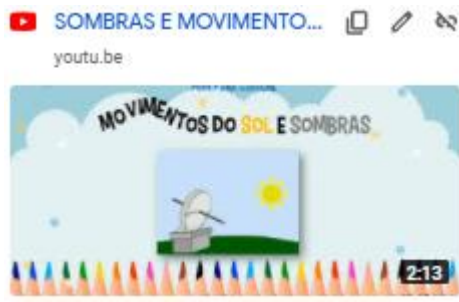 SOMBRAS E MOVIMENTO...
youtu.be
MOVIMENTOS DO SOL E SOMBRAS
2:13